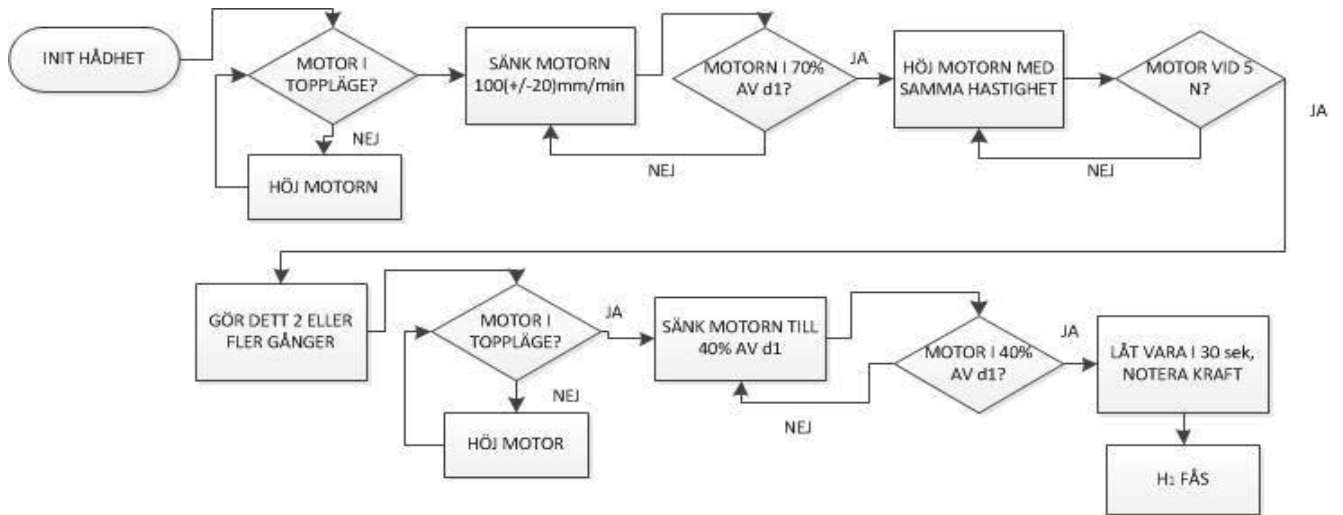 INIT HÅDHET
MOTOR I
TOPPLÄGE?
NEJ
HÖJ MOTORN
SÄNK MOTORN
100(+/-20)mm/min
MOTORN I 70%
AV d1?
JA
NEJ
HÖJ MOTORN MED
SAMMA HASTIGHET
MOTOR VID 5
N?
JA
NEJ
GÖR DETT 2 ELLER
FLER GÅNGER
MOTOR I
TOPPLÄGE?
JA
NEJ
HÖJ MOTOR
SÄNK MOTORN TILL
40% AV d1
MOTOR I 40%
AV d1?
JA
NEJ
LÅT VARA I 30 sek,
NOTERA KRAFT
H1 FÅS